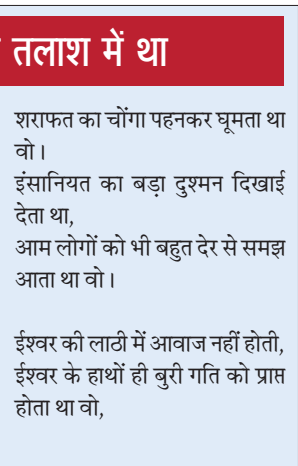 तलाश में था
शराफत का चोंगा पहनकर घूमता था
वो।
इंसानियत का बड़ा दुश्मन दिखाई
देता था,
आम लोगों को भी बहुत देर से समझ
आता था वो।
ईश्वर की लाठी में आवाज नहीं होती,
ईश्वर के हाथों ही बुरी गति को प्राप्त
होता था वो,